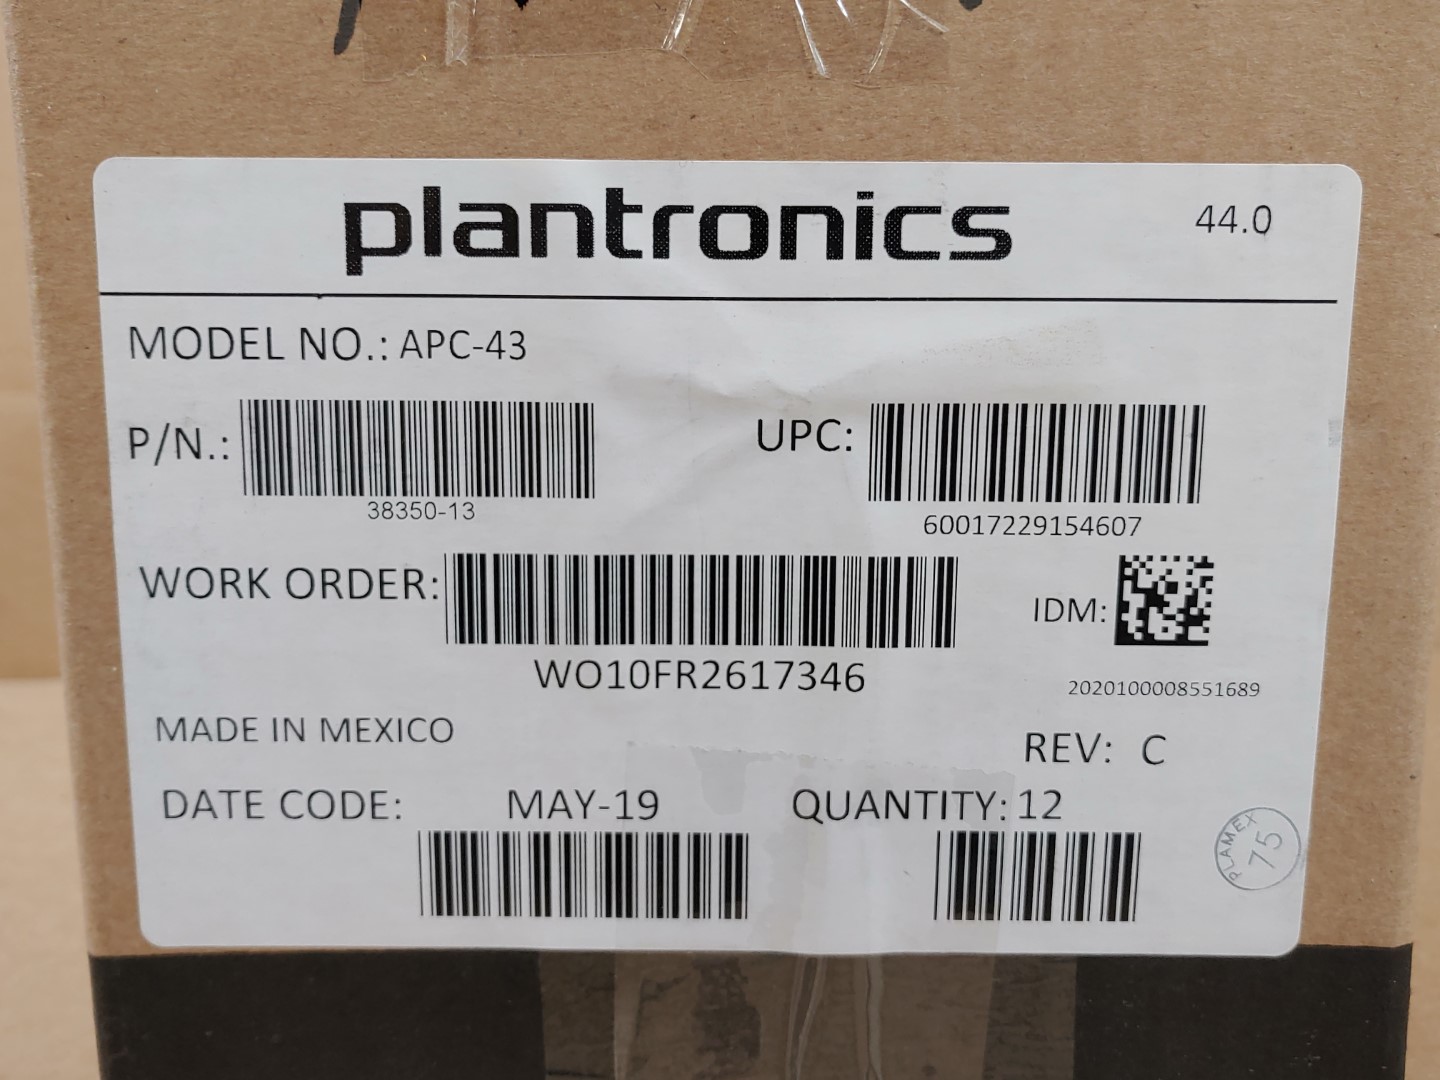 plantronics
44.0
MODEL NO.: APC-43
P/N.:
38350-13
UPC:
60017229154607
WORK ORDER:
WO10FR2617346
IDM:
2020100008551689
MADE IN MEXICO
REV: C
DATE CODE: MAY-19
QUANTITY: 12
PLAMEX
75